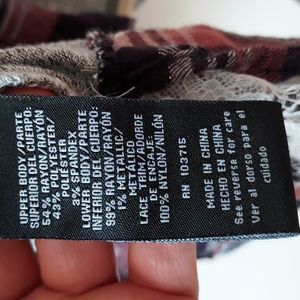 UPPER BODY/PARTE
SUPERIOR DEL CUERPO:
54% RAYON/RAYÓN
43% POLYESTER/
POLIÉSTER
3% SPANDEX
LOWER BODY/PARTE
INFERIOR DEL CUERPO:
99% RAYON/RAYÓN
1% METALLIC/
METÁLICO
LACE TRIM/ADORNO
DE ENCAJE:
100% NYLON/NILÓN
RN 103715
MADE IN CHINA
HECHO EN CHINA
See reverse for care
Ver al dorso para el
cuidado